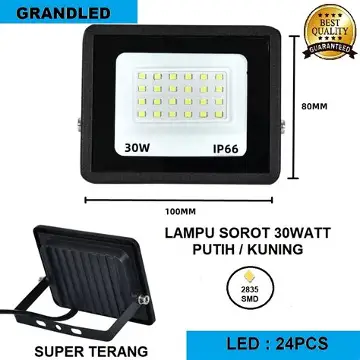 GRANDLED
BEST
QUALITY
GUARANTEED
80MM
30W
IP66
100MM
LAMPU SOROT 30WATT
PUTIH / KUNING
2835
SMD
SUPER TERANG
LED : 24PCS